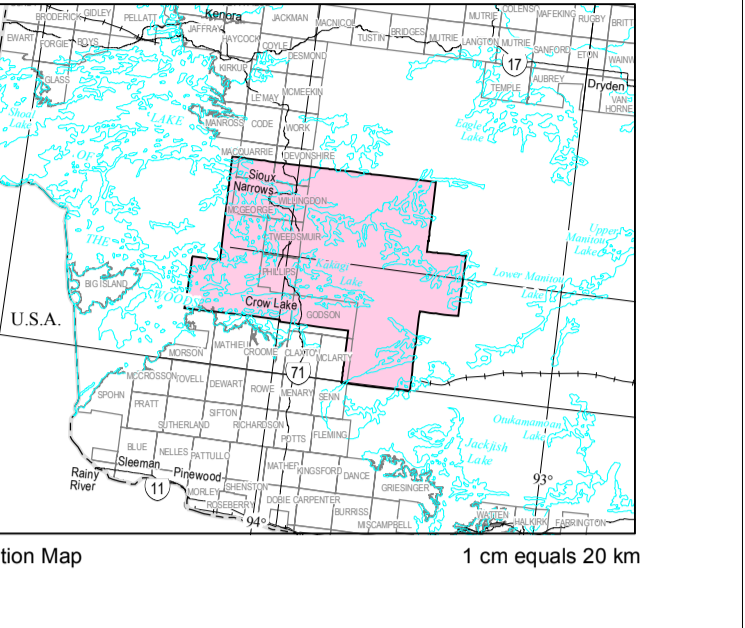 BRODERICK
GIDLEY
PELLATT
Kenora
JACKMAN
MACNICOL
MUTRIE
COLENSO
MAFEKING
RUGBY
BRITT
EWART
FORGIE
BOYS
JAFFRAY
HAYCOCK
COYLE
TUSTIN
BRIDGES
MUTRIE
LANGTON
MUTRIE
SANFORD
ETON
WAINW
DESMOND
KIRKUP
17
GLASS
TEMPLE
AUBREY
Dryden
MCMEEKIN
LE'MAY
VAN
HORNE
Shoal
Lake
LAKE
MANROSS
CODE
WORK
Eagle
Lake
OF
MACQUARRIE
DEVONSHIRE
Sioux
Narrows
WILLINGDON
MCGEORGE
Upper
Manitou
Lake
THE
TWEEDSMUIR
PHILLIPS
Kakagi
Lake
Lower Manitou
Lake
BIG ISLAND
WOODS
Crow Lake
GODSON
U.S.A.
MATHIEU
MORSON
CROOME
CLAXTON
MCLARTY
71
MCCROSSON
TOVELL
DEWART
ROWE
MENARY
SENN
SPOHN
PRATT
SIFTON
SUTHERLAND
RICHARDSON
POTTS
FLEMING
Jackfish
Lake
BLUE
NELLES
PATTULLO
Sleeman
Pinewood
MATHER
KINGSFORD
DANCE
93°
Rainy
River
11
MORLEY
SHENSTON
GRIESINGER
DOBIE
CARPENTER
ROSEBERRY
BURRISS
WATTEN
HALKIRK
FARRINGTON
94°
MISCAMPBELL
tion Map
1 cm equals 20 km